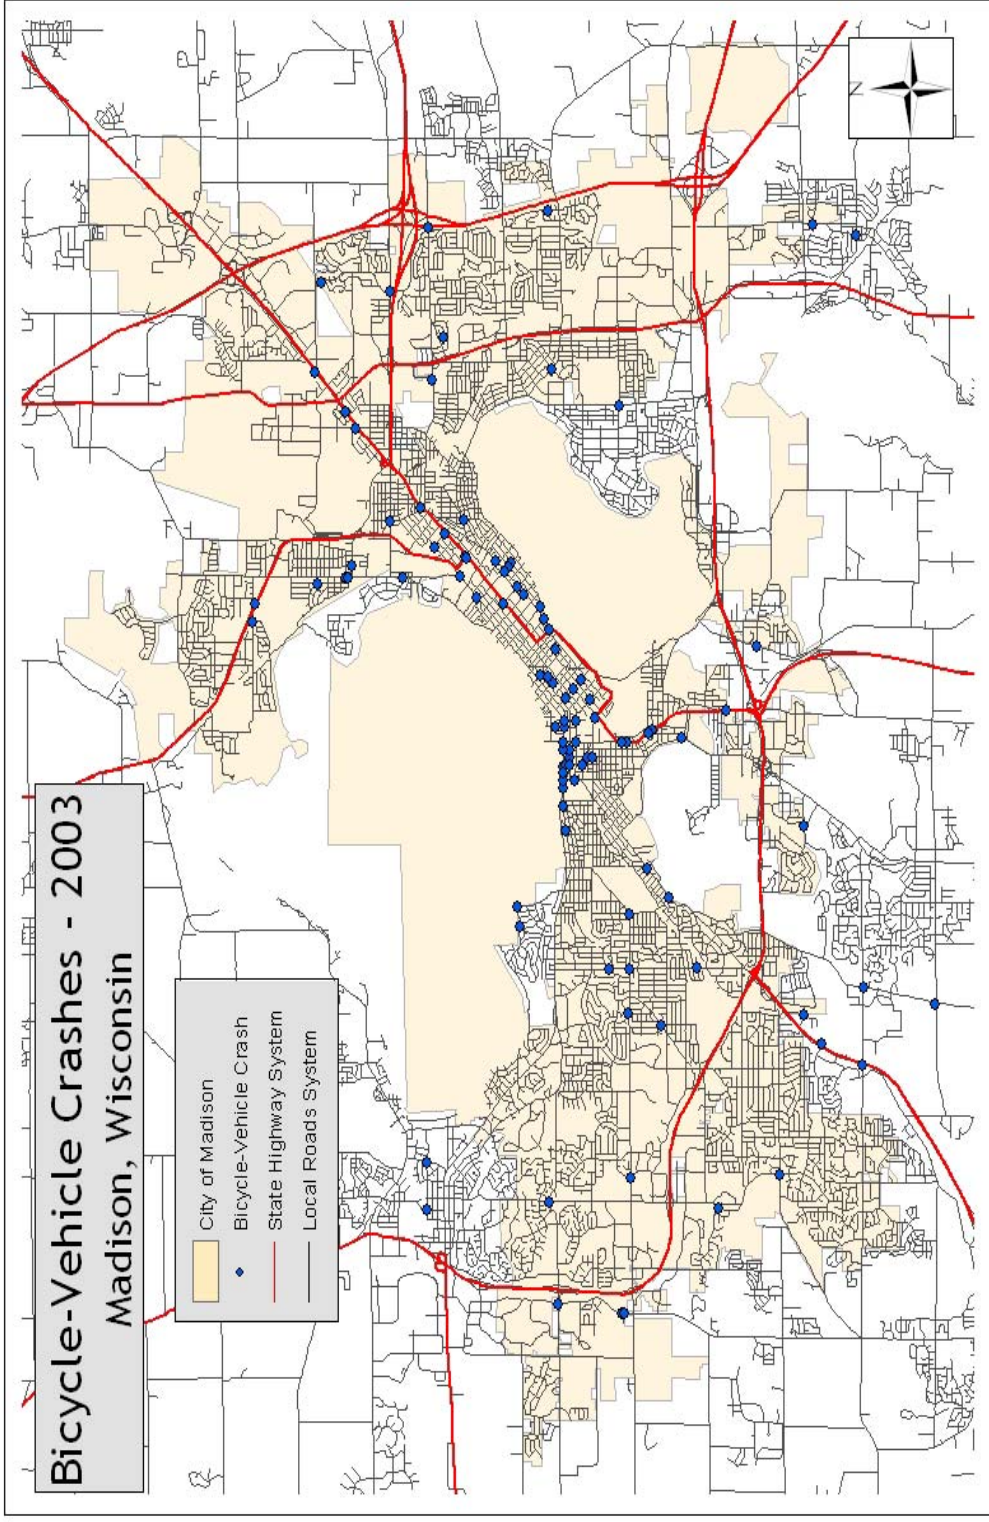 Bicycle-Vehicle Crashes - 2003
Madison, Wisconsin
City of Madison
Bicycle-Vehicle Crash
State Highway System
Local Roads System
N